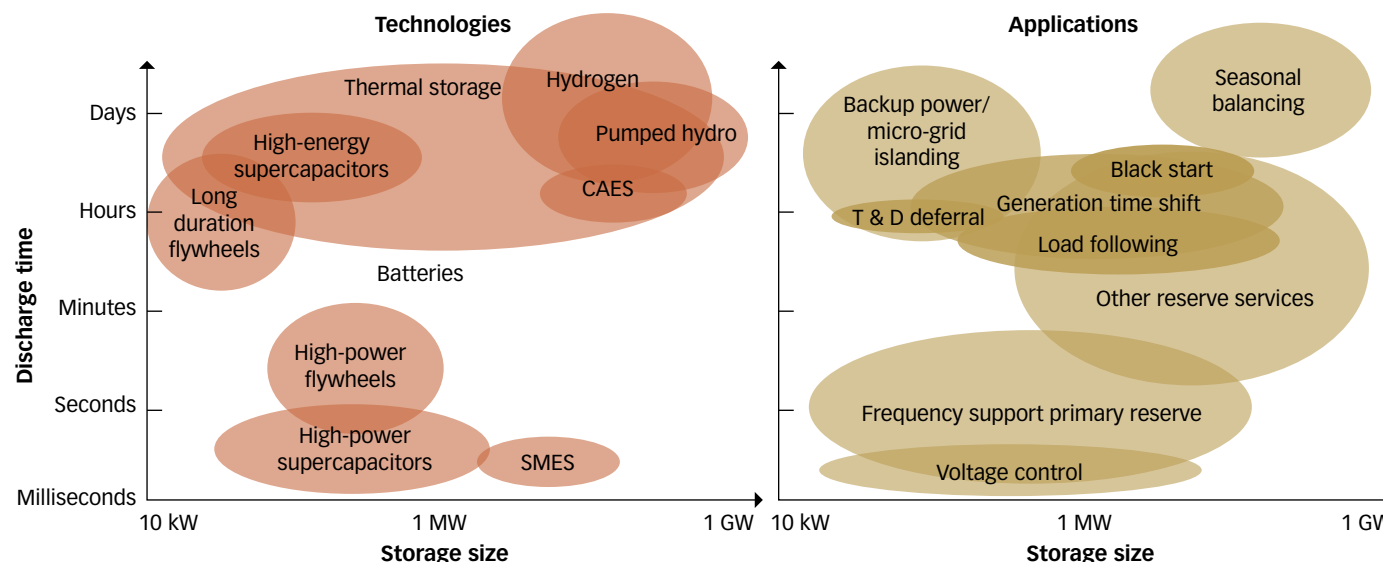 Technologies
Discharge time
Days
Hours
Minutes
Seconds
Milliseconds
Thermal storage
Hydrogen
Pumped hydro
High-energy
supercapacitors
CAES
Long
duration
flywheels
Batteries
High-power
flywheels
High-power
supercapacitors
SMES
10 kW
1 MW
1 GW
Storage size
Applications
Seasonal
balancing
Backup power/
micro-grid
islanding
Black start
Generation time shift
T & D deferral
Load following
Other reserve services
Frequency support primary reserve
Voltage control
10 kW
1 MW
1 GW
Storage size